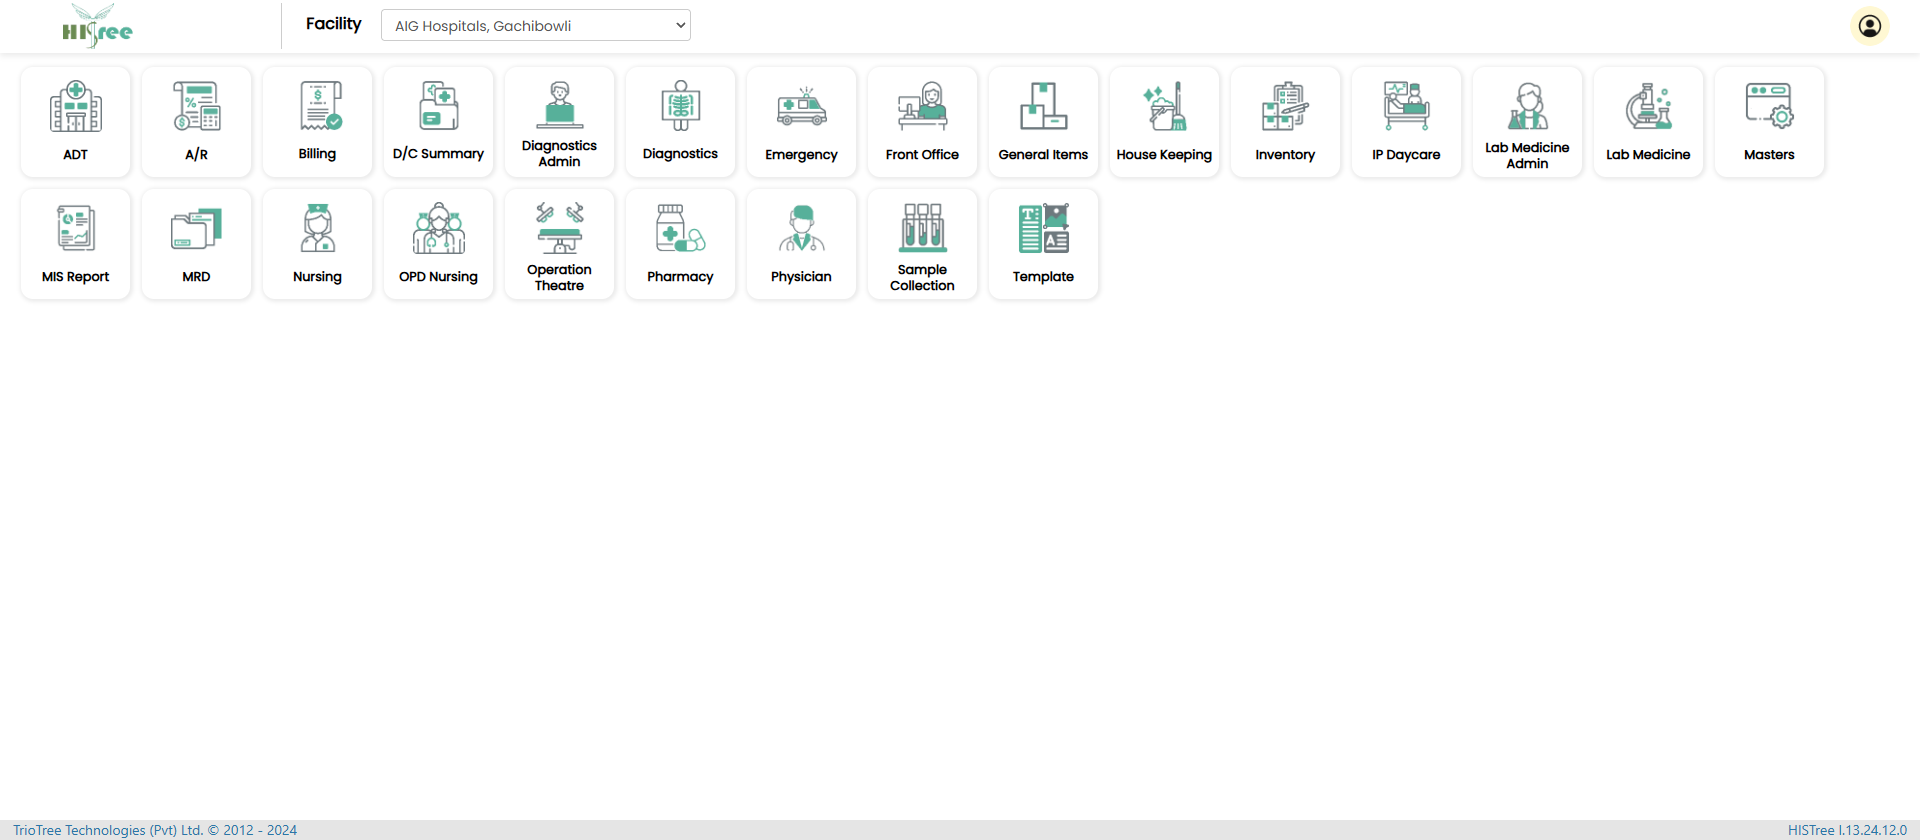 HISTree
Facility
AIG Hospitals, Gachibowli
ADT
A/R
Billing
D/C Summary
Diagnostics
Admin
Diagnostics
Emergency
Front Office
General Items
House Keeping
Inventory
IP Daycare
Lab Medicine
Admin
Lab Medicine
Masters
MIS Report
MRD
Nursing
OPD Nursing
Operation
Theatre
Pharmacy
Physician
Sample
Collection
Template
TrioTree Technologies (Pvt) Ltd. © 2012 - 2024
HISTree I.13.24.12.0